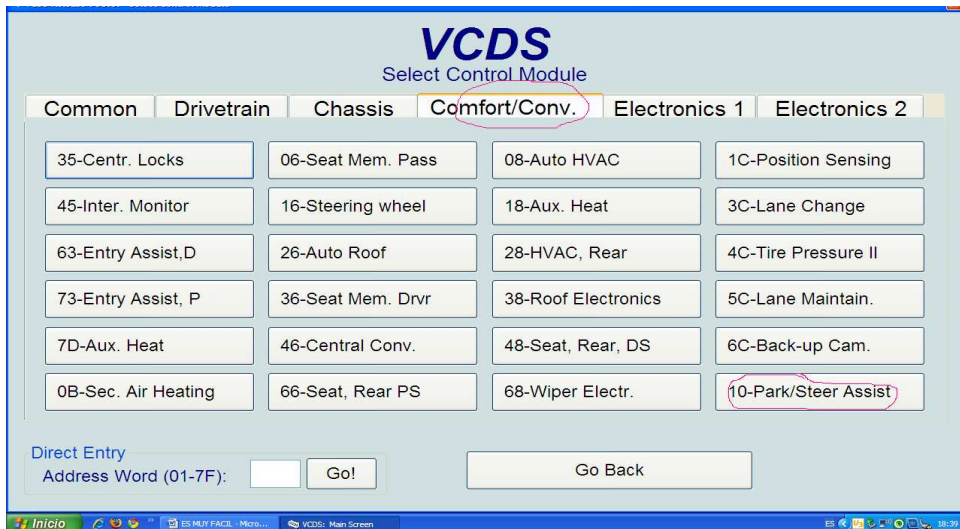 VCDS
Select Control Module
Common Drivetrain Chassis Comfort/Conv. Electronics 1 Electronics 2
35-Centr. Locks 06-Seat Mem. Pass 08-Auto HVAC 1C-Position Sensing
45-Inter. Monitor 16-Steering wheel 18-Aux. Heat 3C-Lane Change
63-Entry Assist,D 26-Auto Roof 28-HVAC, Rear 4C-Tire Pressure II
73-Entry Assist, P 36-Seat Mem. Drvr 38-Roof Electronics 5C-Lane Maintain.
7D-Aux. Heat 46-Central Conv. 48-Seat, Rear, DS 6C-Back-up Cam.
0B-Sec. Air Heating 66-Seat, Rear PS 68-Wiper Electr. 10-Park/Steer Assist
Direct Entry
Address Word (01-7F): Go! Go Back
Inicio ES MUY FACIL - Micro... VCDS: Main Screen ES 18:39